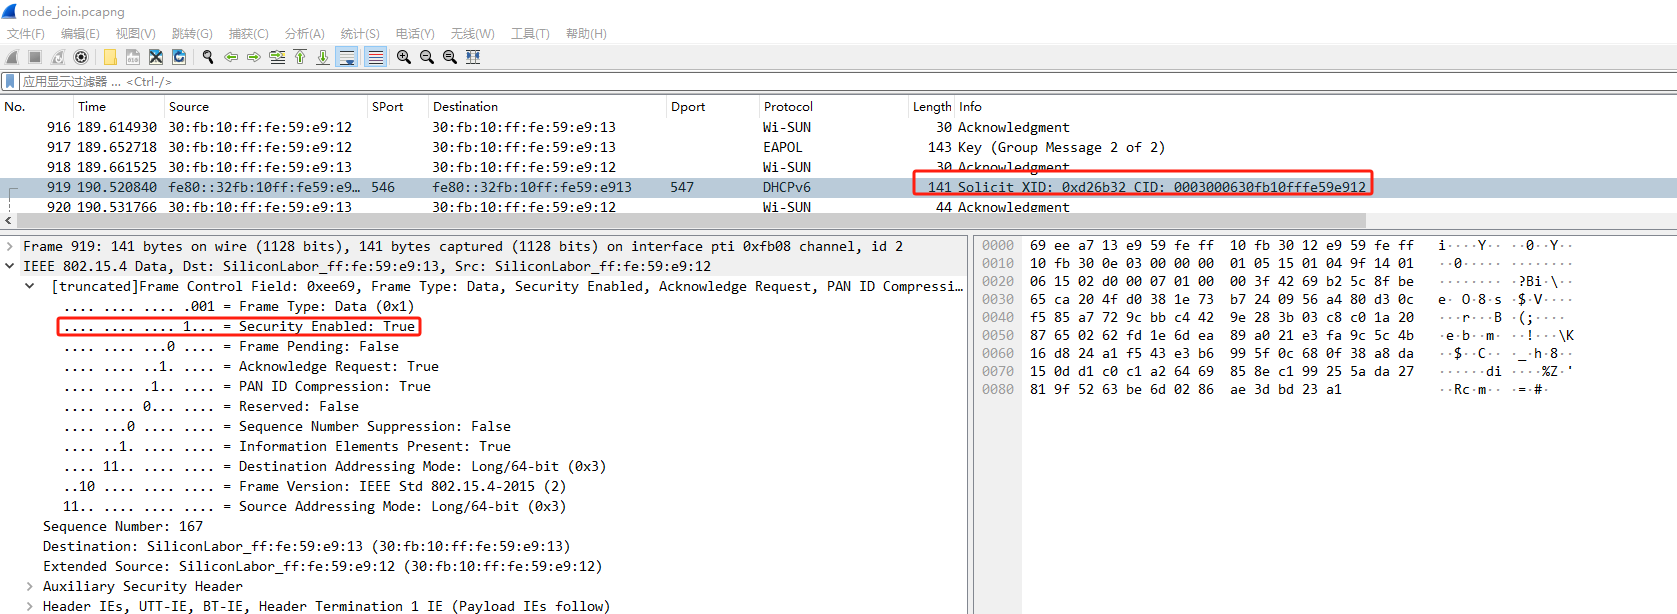 node_join.pcapng
文件(F) 编辑(E) 视图(V) 跳转(G) 捕获(C) 分析(A) 统计(S) 电话(Y) 无线(W) 工具(T) 帮助(H)
应用显示过滤器 … <Ctrl-/>
No. Time Source SPort Destination Dport Protocol Length Info
916 189.614930 30:fb:10:ff:fe:59:e9:12 30:fb:10:ff:fe:59:e9:13 Wi-SUN 30 Acknowledgment
917 189.652718 30:fb:10:ff:fe:59:e9:12 30:fb:10:ff:fe:59:e9:13 EAPOL 143 Key (Group Message 2 of 2)
918 189.661525 30:fb:10:ff:fe:59:e9:13 30:fb:10:ff:fe:59:e9:12 Wi-SUN 30 Acknowledgment
919 190.520840 fe80::32fb:10ff:fe59:e9… 546 fe80::32fb:10ff:fe59:e913 547 DHCPv6 141 Solicit XID: 0xd26b32 CID: 0003000630fb10fffe59e912
920 190.531766 30:fb:10:ff:fe:59:e9:13 30:fb:10:ff:fe:59:e9:12 Wi-SUN 44 Acknowledgment
Frame 919: 141 bytes on wire (1128 bits), 141 bytes captured (1128 bits) on interface pti 0xfb08 channel, id 2
IEEE 802.15.4 Data, Dst: SiliconLabor_ff:fe:59:e9:13, Src: SiliconLabor_ff:fe:59:e9:12
[truncated]Frame Control Field: 0xee69, Frame Type: Data, Security Enabled, Acknowledge Request, PAN ID Compressi…
.... .... .... .001 = Frame Type: Data (0x1)
.... .... .... 1... = Security Enabled: True
.... .... ...0 .... = Frame Pending: False
.... .... ..1. .... = Acknowledge Request: True
.... .... .1.. .... = PAN ID Compression: True
.... .... 0... .... = Reserved: False
.... ...0 .... .... = Sequence Number Suppression: False
.... ..1. .... .... = Information Elements Present: True
.... 11.. .... .... = Destination Addressing Mode: Long/64-bit (0x3)
..10 .... .... .... = Frame Version: IEEE Std 802.15.4-2015 (2)
11.. .... .... .... = Source Addressing Mode: Long/64-bit (0x3)
Sequence Number: 167
Destination: SiliconLabor_ff:fe:59:e9:13 (30:fb:10:ff:fe:59:e9:13)
Extended Source: SiliconLabor_ff:fe:59:e9:12 (30:fb:10:ff:fe:59:e9:12)
Auxiliary Security Header
Header IEs, UTT-IE, BT-IE, Header Termination 1 IE (Payload IEs follow)
0000 69 ee a7 13 e9 59 fe ff 10 fb 30 12 e9 59 fe ff i····Y·· ··0··Y··
0010 10 fb 30 0e 03 00 00 00 01 05 15 01 04 9f 14 01 ··0····· ········
0020 06 15 02 d0 00 07 01 00 00 3f 42 69 b2 5c 8f be ········ ·?Bi·\··
0030 65 ca 20 4f d0 38 1e 73 b7 24 09 56 a4 80 d3 0c e· O·8·s ·$·V····
0040 f5 85 a7 72 9c bb c4 42 9e 28 3b 03 c8 c0 1a 20 ···r···B ·(;····
0050 87 65 02 62 fd 1e 6d ea 89 a0 21 e3 fa 9c 5c 4b ·e·b··m· ··!···\K
0060 16 d8 24 a1 f5 43 e3 b6 99 5f 0c 68 0f 38 a8 da ··$··C·· ·_·h·8··
0070 15 0d d1 c0 c1 a2 64 69 85 8e c1 99 25 5a da 27 ······di ····%Z·'
0080 81 9f 52 63 be 6d 02 86 ae 3d bd 23 a1 ··Rc·m·· ·=·#·